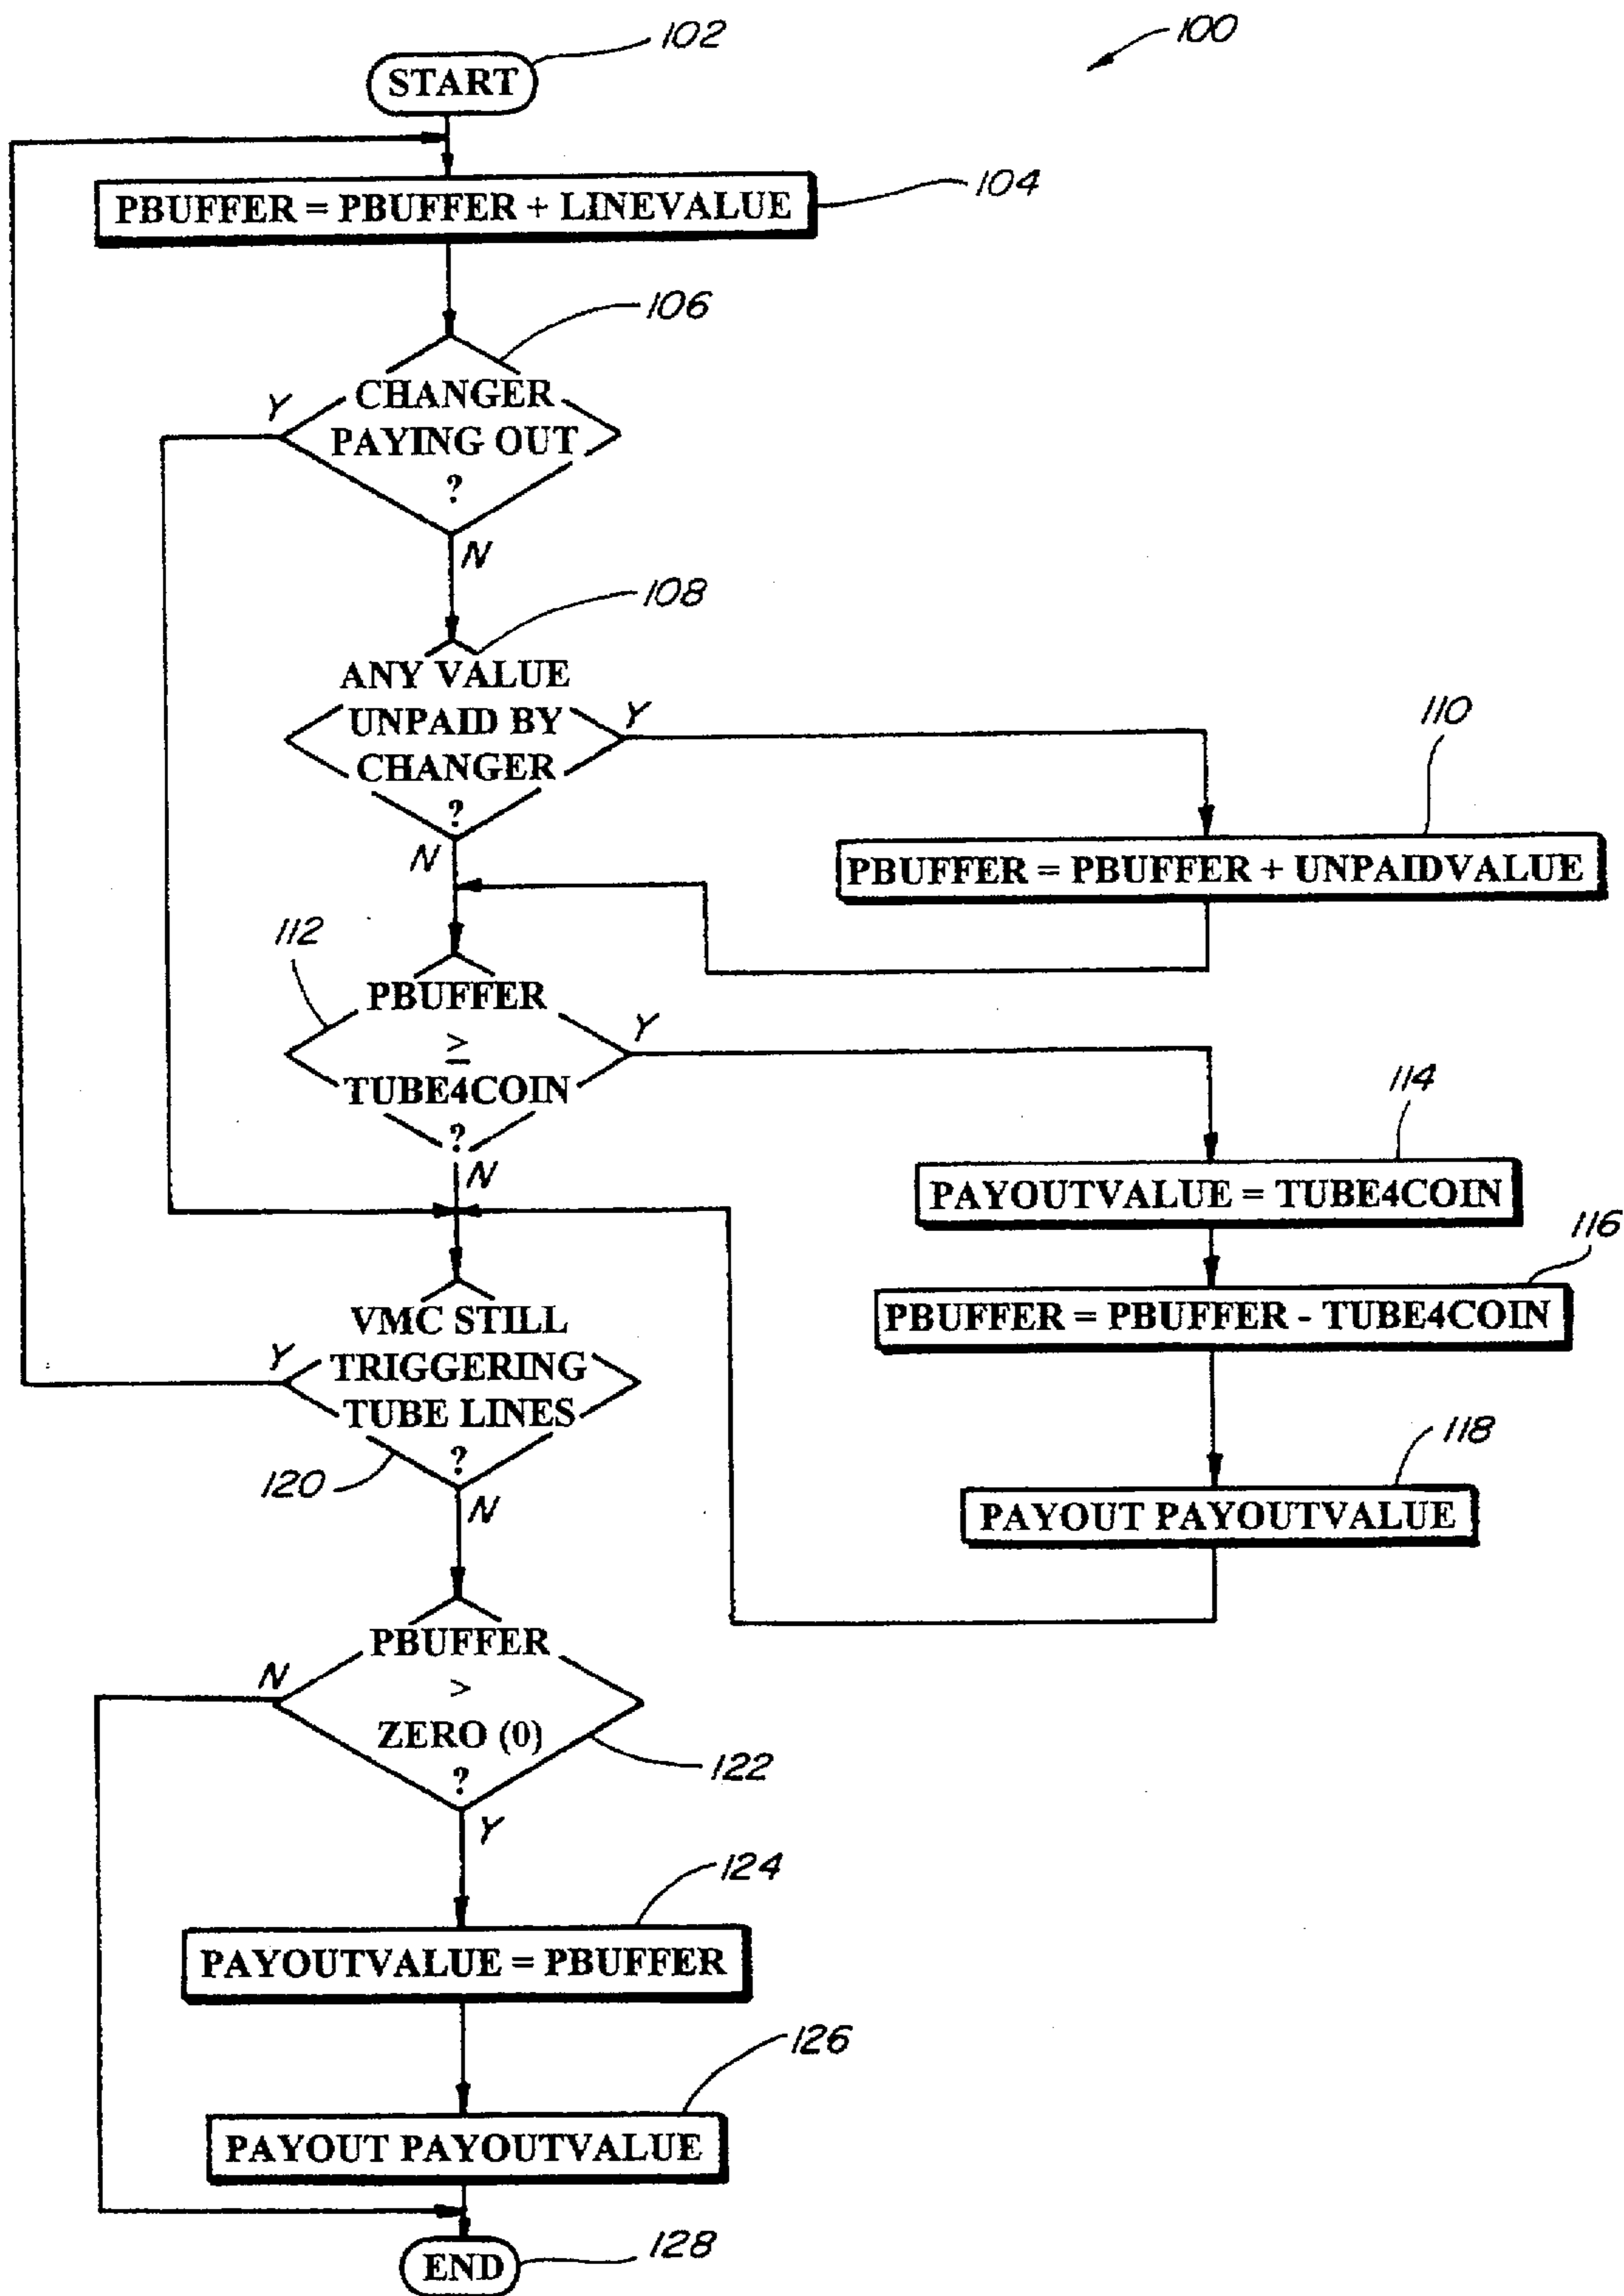 100
102
START
104
PBUFFER = PBUFFER + LINEVALUE
106
CHANGER
PAYING OUT
?
Y
N
108
ANY VALUE
UNPAID BY
CHANGER
?
Y
N
110
PBUFFER = PBUFFER + UNPAIDVALUE
112
PBUFFER
≥
TUBE4COIN
?
Y
N
114
PAYOUTVALUE = TUBE4COIN
116
PBUFFER = PBUFFER - TUBE4COIN
118
PAYOUT PAYOUTVALUE
VMC STILL
TRIGGERING
TUBE LINES
?
Y
120
N
PBUFFER
>
ZERO (0)
?
N
122
Y
124
PAYOUTVALUE = PBUFFER
126
PAYOUT PAYOUTVALUE
END
128